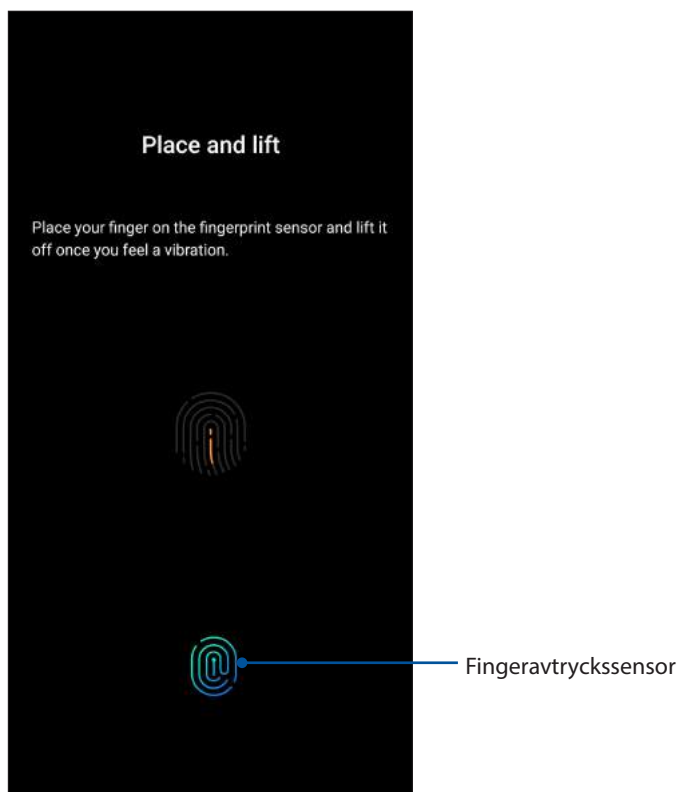 Place and lift
Place your finger on the fingerprint sensor and lift it
off once you feel a vibration.
Fingeravtryckssensor